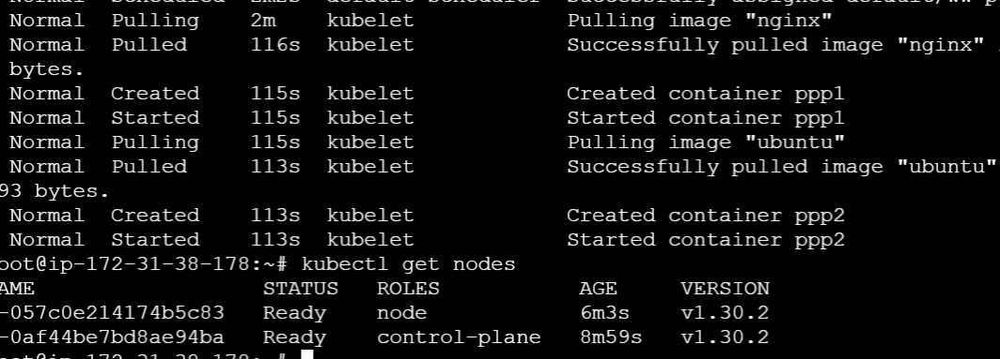 Normal Scheduled 2m2s default-scheduler Successfully assigned default/ww-p
Normal Pulling 2m kubelet Pulling image "nginx"
Normal Pulled 116s kubelet Successfully pulled image "nginx"
bytes.
Normal Created 115s kubelet Created container ppp1
Normal Started 115s kubelet Started container ppp1
Normal Pulling 115s kubelet Pulling image "ubuntu"
Normal Pulled 113s kubelet Successfully pulled image "ubuntu"
93 bytes.
Normal Created 113s kubelet Created container ppp2
Normal Started 113s kubelet Started container ppp2
oot@ip-172-31-38-178:~# kubectl get nodes
AME STATUS ROLES AGE VERSION
-057c0e214174b5c83 Ready node 6m3s v1.30.2
-0af44be7bd8ae94ba Ready control-plane 8m59s v1.30.2
oot@ip-172-31-38-178:~#